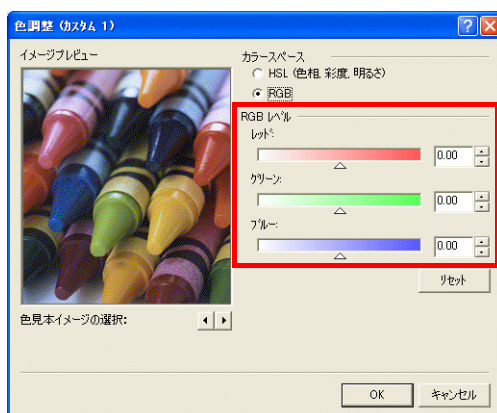 色調整 (カスタム 1)
イメージプレビュー
カラースペース
HSL (色相, 彩度, 明るさ)
RGB
RGB レベル
レッド:
0.00
グリーン:
0.00
ブルー:
0.00
リセット
色見本イメージの選択:
OK
キャンセル